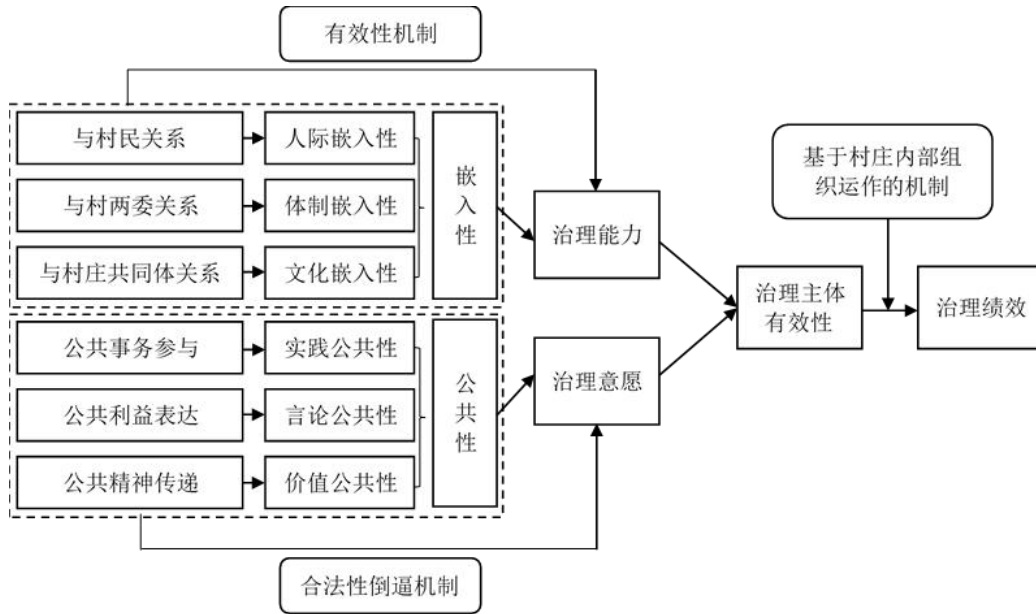 有效性机制
与村民关系
人际嵌入性
与村两委关系
体制嵌入性
与村庄共同体关系
文化嵌入性
嵌入性
治理能力
基于村庄内部组
织运作的机制
公共事务参与
实践公共性
公共利益表达
言论公共性
公共精神传递
价值公共性
公共性
治理意愿
治理主体
有效性
治理绩效
合法性倒逼机制